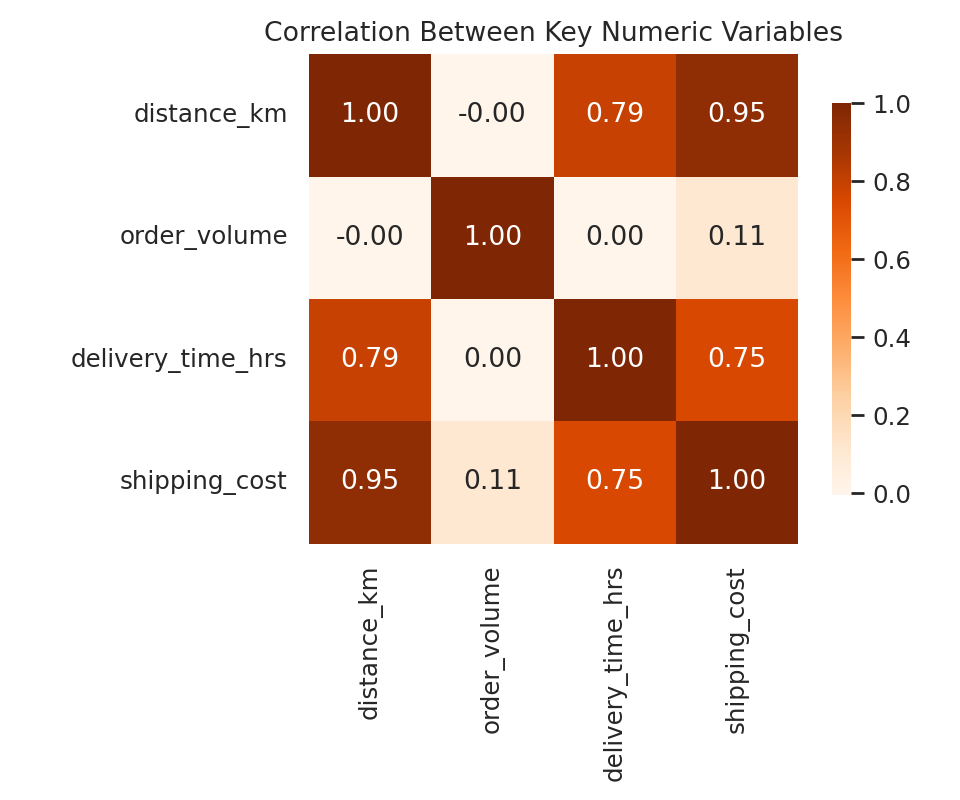 Correlation Between Key Numeric Variables
distance_km 1.00 -0.00 0.79 0.95
order_volume -0.00 1.00 0.00 0.11
delivery_time_hrs 0.79 0.00 1.00 0.75
shipping_cost 0.95 0.11 0.75 1.00
distance_km
order_volume
delivery_time_hrs
shipping_cost
1.0
0.8
0.6
0.4
0.2
0.0